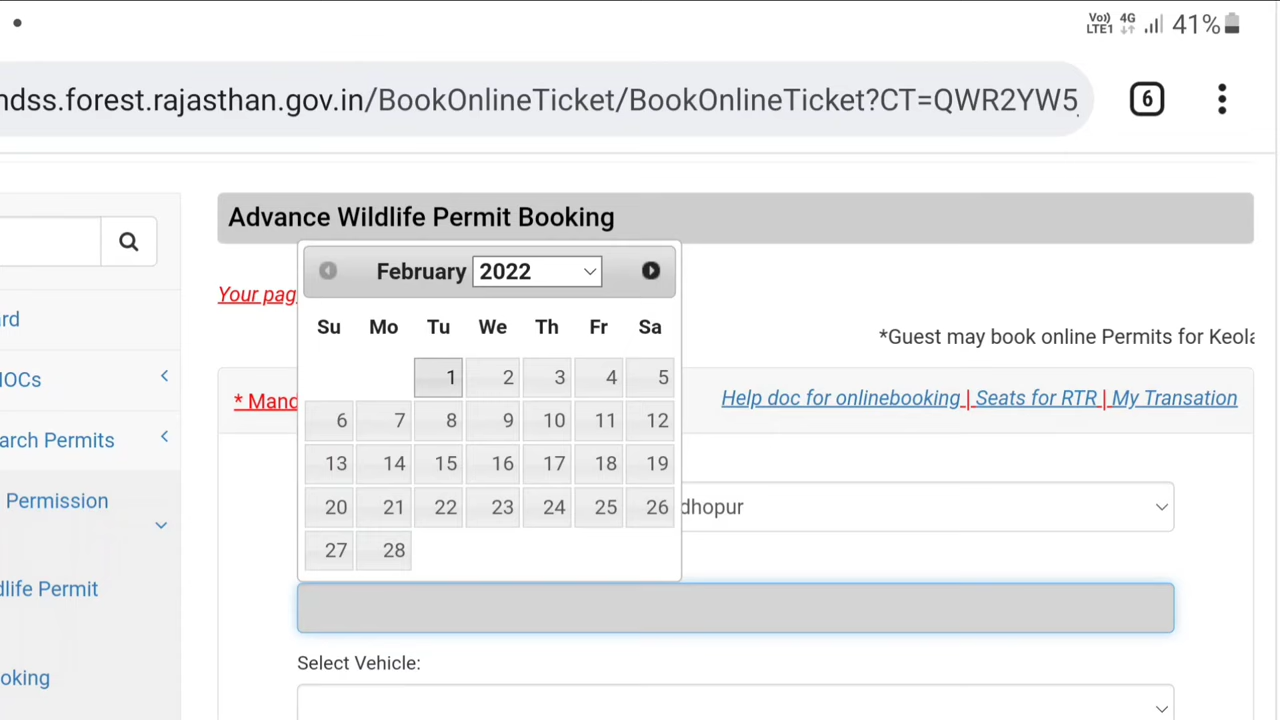 Vo)) 4G
LTE1 41%
ndss.forest.rajasthan.gov.in/BookOnlineTicket/BookOnlineTicket?CT=QWR2YW5
6
Advance Wildlife Permit Booking
February 2022
Your pag
Su Mo Tu We Th Fr Sa
*Guest may book online Permits for Keola
1 2 3 4 5
* Mand
Help doc for onlinebooking | Seats for RTR | My Transation
6 7 8 9 10 11 12
13 14 15 16 17 18 19
20 21 22 23 24 25 26
27 28
dhopur
Select Vehicle:
rd
IOCs
arch Permits
Permission
dlife Permit
oking